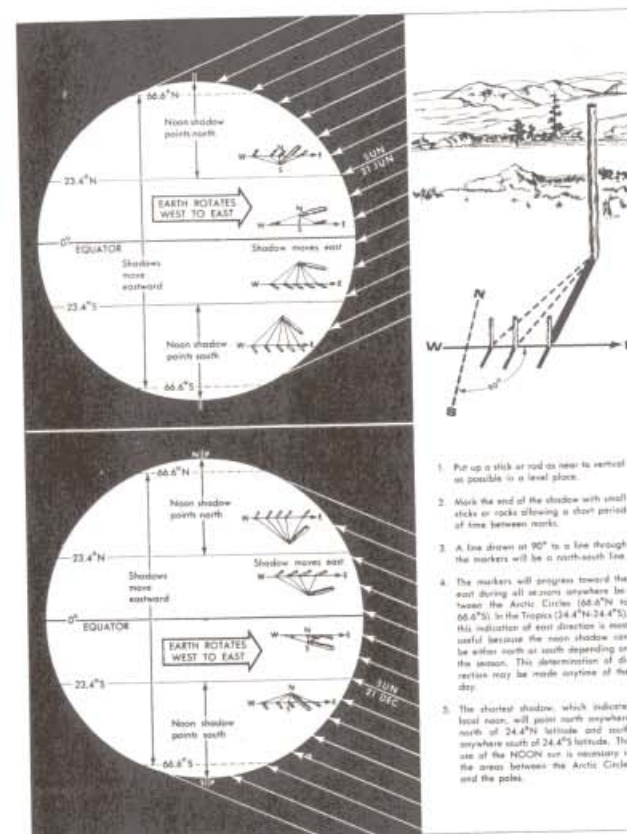 66.6°N
Noon shadow
points north
W E
S
SUN
21 JUN
23.4°N
EARTH ROTATES
WEST TO EAST
N
W E
S
0°
EQUATOR
Shadow moves east
Shadows
move
eastward
W E
23.4°S
W E
Noon shadow
points south
66.6°S
N
W
90°
S
NP
66.6°N
Noon shadow
points north
W E
23.4°N
Shadow moves east
Shadows
move
eastward
W E
0°
EQUATOR
EARTH ROTATES
WEST TO EAST
W E
S
23.4°S
SUN
21 DEC
N
W E
Noon shadow
points south
66.6°S
1. Put up a stick or rod as near to vertical
as possible in a level place.
2. Mark the end of the shadow with small
sticks or rocks allowing a short period
of time between marks.
3. A line drawn at 90° to a line through
the markers will be a north-south line.
4. The markers will progress toward the
east during all seasons anywhere be-
tween the Arctic Circles (66.6°N to
66.6°S). In the Tropics (24.4°N-24.4°S),
this indication of east direction is most
useful because the noon shadow can
be either north or south depending on
the season. This determination of di-
rection may be made anytime of the
day.
5. The shortest shadow, which indicates
local noon, will point north anywhere
north of 24.4°N latitude and south
anywhere south of 24.4°S latitude. The
use of the NOON sun is necessary in
the areas between the Arctic Circle
and the poles.